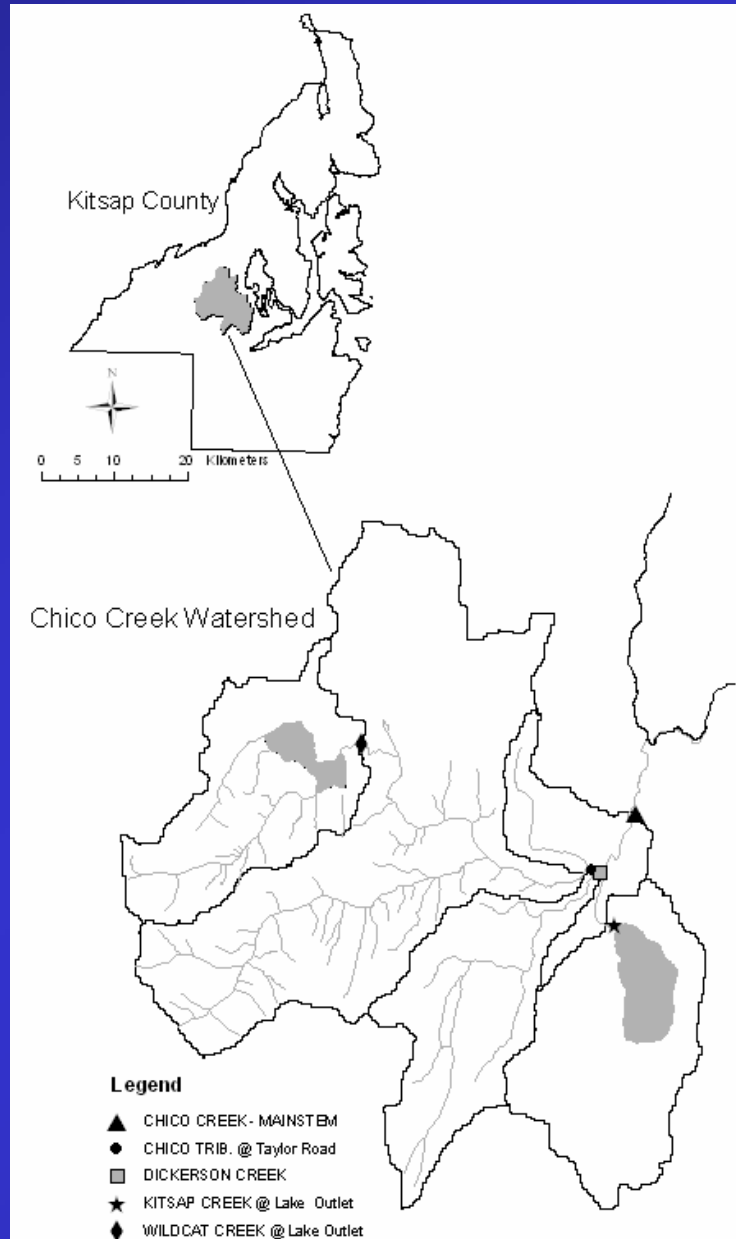 Kitsap County
N
0 5 10 20 Kilometers
Chico Creek Watershed
Legend
CHICO CREEK- MAINSTEM
CHICO TRIB. @ Taylor Road
DICKERSON CREEK
KITSAP CREEK @ Lake Outlet
WILDCAT CREEK @ Lake Outlet